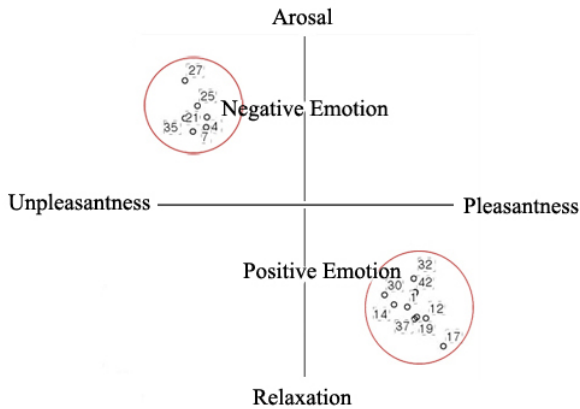 Arosal
27
25
Negative Emotion
21
4
35
7
Unpleasantness
Pleasantness
Positive Emotion
32
42
30
1
14
12
37
19
17
Relaxation